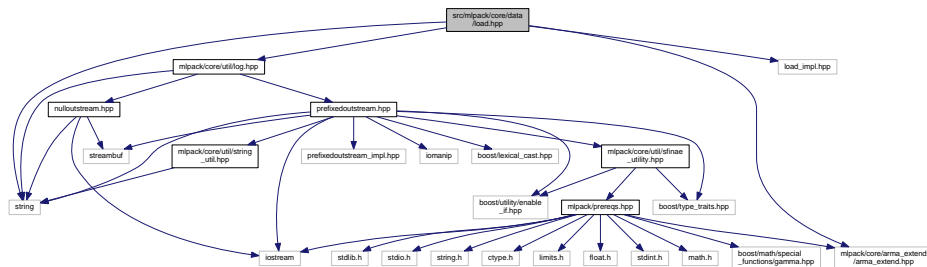 src/mlpack/core/data
/load.hpp
mlpack/core/util/log.hpp
load_impl.hpp
nulloutstream.hpp
prefixedoutstream.hpp
streambuf
mlpack/core/util/string
_util.hpp
prefixedoutstream_impl.hpp
iomanip
boost/lexical_cast.hpp
mlpack/core/util/sfinae
_utility.hpp
string
boost/utility/enable
_if.hpp
mlpack/prereqs.hpp
boost/type_traits.hpp
iostream
stdlib.h
stdio.h
string.h
ctype.h
limits.h
float.h
stdint.h
math.h
boost/math/special
_functions/gamma.hpp
mlpack/core/arma_extend
/arma_extend.hpp